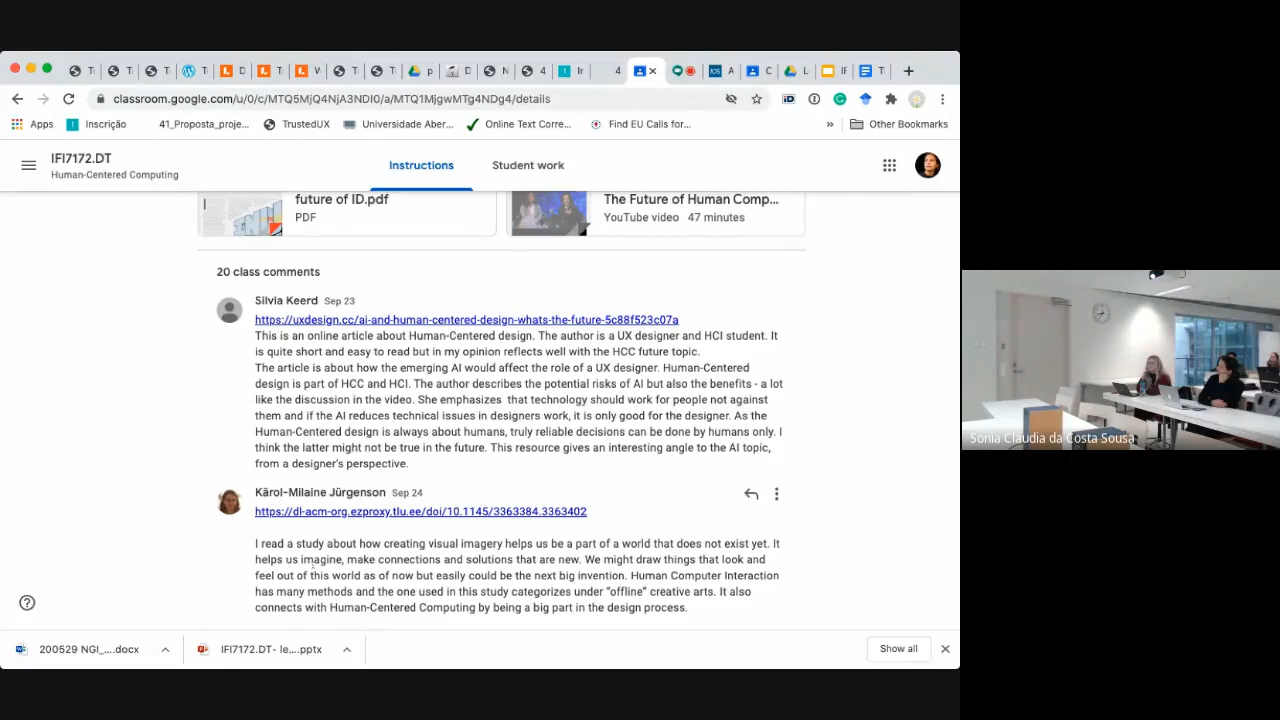 classroom.google.com/u/0/c/MTQ5MjQ4NjA3NDI0/a/MTQ1MjgwMTg4NDg4/details
Apps Inscrição 41_Proposta_proje... TrustedUX Universidade Aber... Online Text Corre... Find EU Calls for... » Other Bookmarks
IFI7172.DT
Human-Centered Computing
Instructions Student work
future of ID.pdf
PDF
The Future of Human Comp...
YouTube video 47 minutes
20 class comments
Silvia Keerd Sep 23
https://uxdesign.cc/ai-and-human-centered-design-whats-the-future-5c88f523c07a
This is an online article about Human-Centered design. The author is a UX designer and HCI student. It
is quite short and easy to read but in my opinion reflects well with the HCC future topic.
The article is about how the emerging AI would affect the role of a UX designer. Human-Centered
design is part of HCC and HCI. The author describes the potential risks of AI but also the benefits - a lot
like the discussion in the video. She emphasizes that technology should work for people not against
them and if the AI reduces technical issues in designers work, it is only good for the designer. As the
Human-Centered design is always about humans, truly reliable decisions can be done by humans only. I
think the latter might not be true in the future. This resource gives an interesting angle to the AI topic,
from a designer's perspective.
Kärol-Milaine Jürgenson Sep 24
https://dl-acm-org.ezproxy.tlu.ee/doi/10.1145/3363384.3363402
I read a study about how creating visual imagery helps us be a part of a world that does not exist yet. It
helps us imagine, make connections and solutions that are new. We might draw things that look and
feel out of this world as of now but easily could be the next big invention. Human Computer Interaction
has many methods and the one used in this study categorizes under "offline" creative arts. It also
connects with Human-Centered Computing by being a big part in the design process.
200529 NGI_....docx IFI7172.DT- le....pptx Show all
Sonia Claudia da Costa Sousa